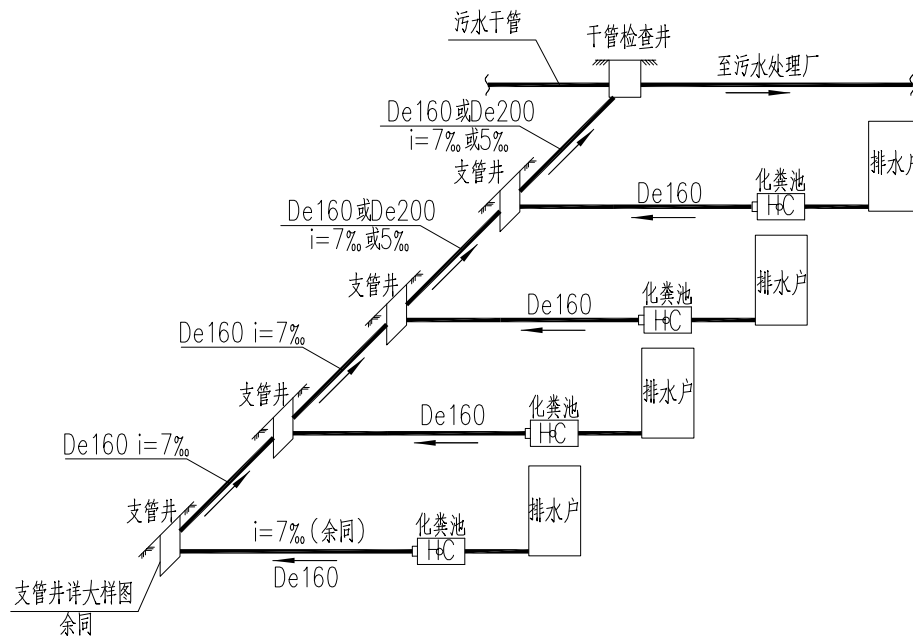 污水干管
干管检查井
至污水处理厂
De160或De200
i=7‰或5‰
支管井
De160
化粪池
HC
排水户
De160或De200
i=7‰或5‰
支管井
De160
化粪池
HC
排水户
De160 i=7‰
支管井
De160
化粪池
HC
排水户
De160 i=7‰
支管井
i=7‰(余同)
De160
化粪池
HC
排水户
支管井详大样图
余同